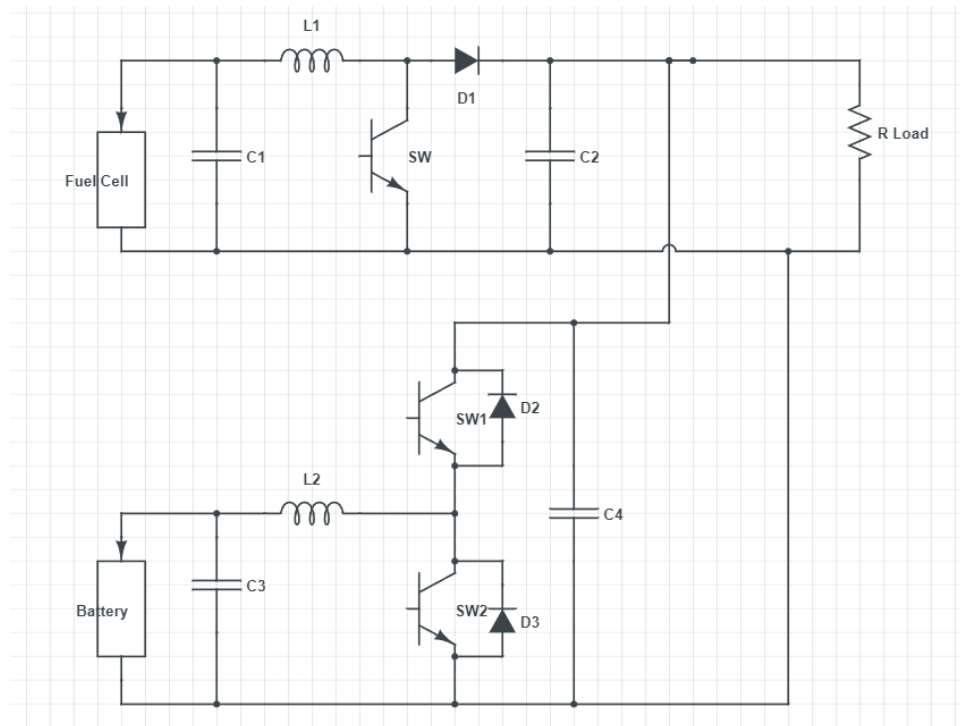 L1
D1
Fuel Cell
C1
SW
C2
R Load
SW1
D2
L2
C4
Battery
C3
SW2
D3